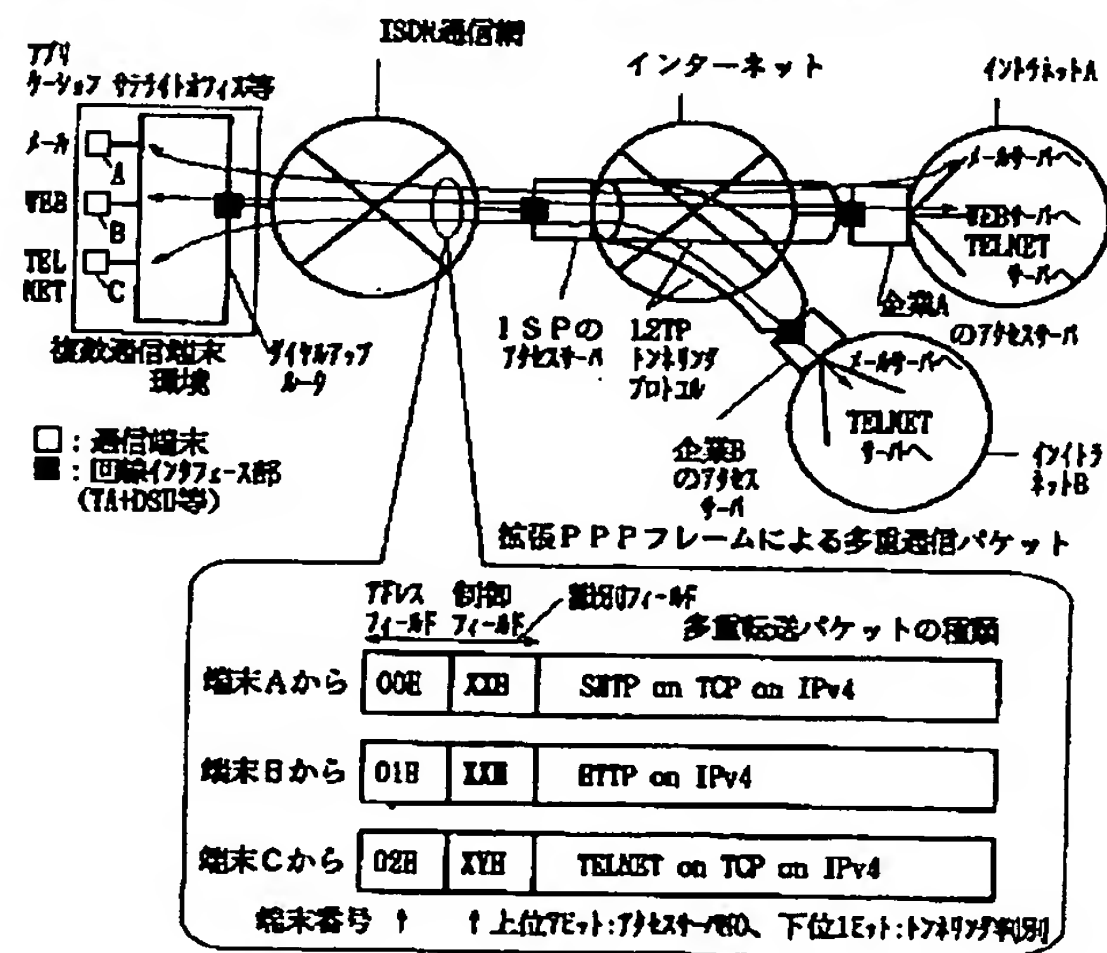 ISDN通信網
アプリ
ケーション サテライトオフィス等
インターネット
イントラネットA
メール
A
メールサーバへ
WEB
B
WEBサーバへ
TELNET
サーバへ
TEL
NET
C
複数通信端末
環境
ダイヤルアップ
ルータ
ISPの
アクセスサーバ
L2TP
トンネリング
プロトコル
企業A
のアクセスサーバ
メールサーバへ
TELNET
サーバへ
企業B
のアクセス
サーバ
ネットB
□:通信端末
■:回線インタフェース部
(TA+DSU等)
拡張PPPフレームによる多重通信パケット
アドレス
フィールド
制御
フィールド
識別フィールド
多重転送パケットの種類
端末Aから 00H XXH SMTP on TCP on IPv4
端末Bから 01H XXH HTTP on IPv4
端末Cから 02H XYH TELNET on TCP on IPv4
端末番号 ↑ ↑上位7ビット:アクセスサーバ 、下位1ビット:トンネリング